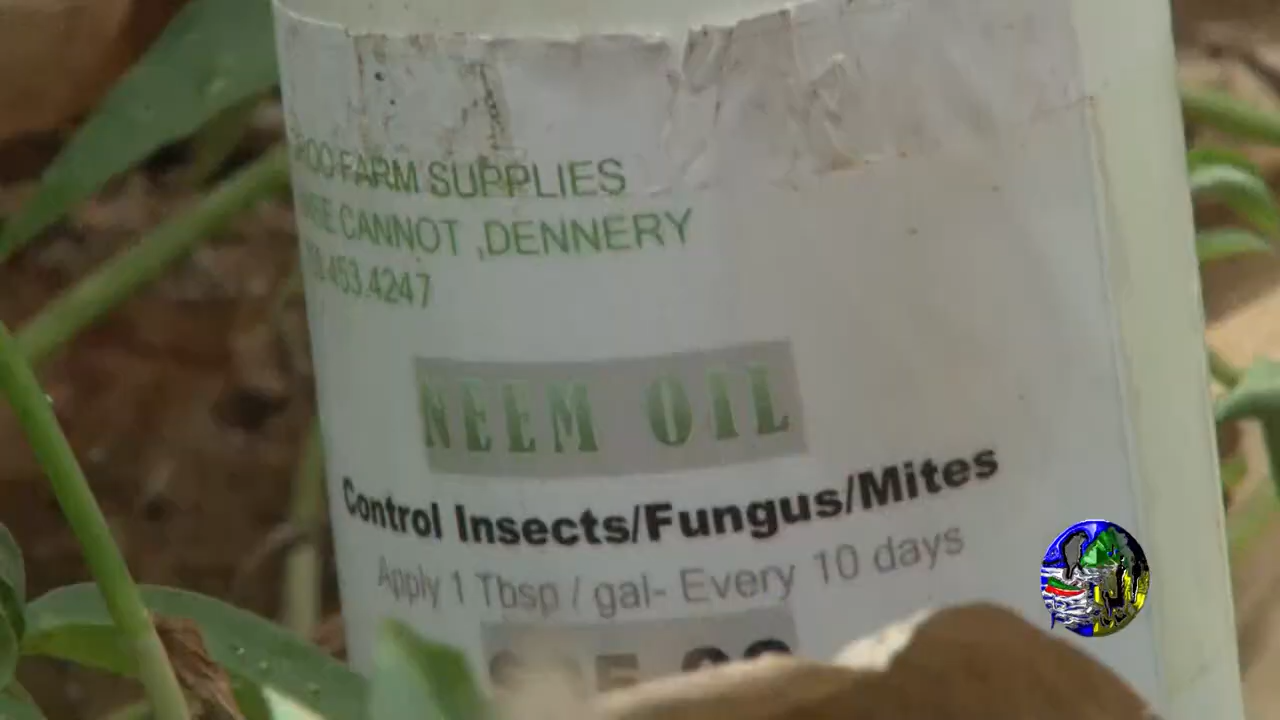 FARM SUPPLIES
CANNOT ,DENNERY
453.4247
NEEM OIL
Control Insects/Fungus/Mites
Apply 1 Tbsp / gal- Every 10 days